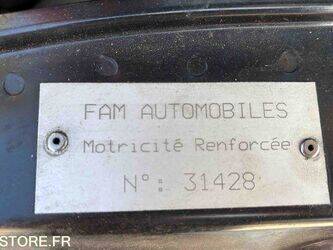 FAM AUTOMOBILES
Motricité Renforcée
N°: 31428
STORE.FR